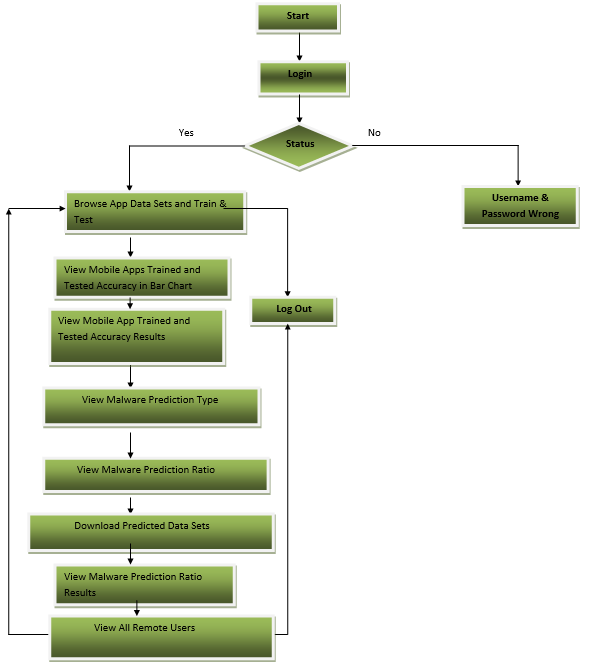 Start
Login
Status
Yes
No
Browse App Data Sets and Train &
Test
Username &
Password Wrong
View Mobile Apps Trained and
Tested Accuracy in Bar Chart
Log Out
View Mobile App Trained and
Tested Accuracy Results
View Malware Prediction Type
View Malware Prediction Ratio
Download Predicted Data Sets
View Malware Prediction Ratio
Results
View All Remote Users